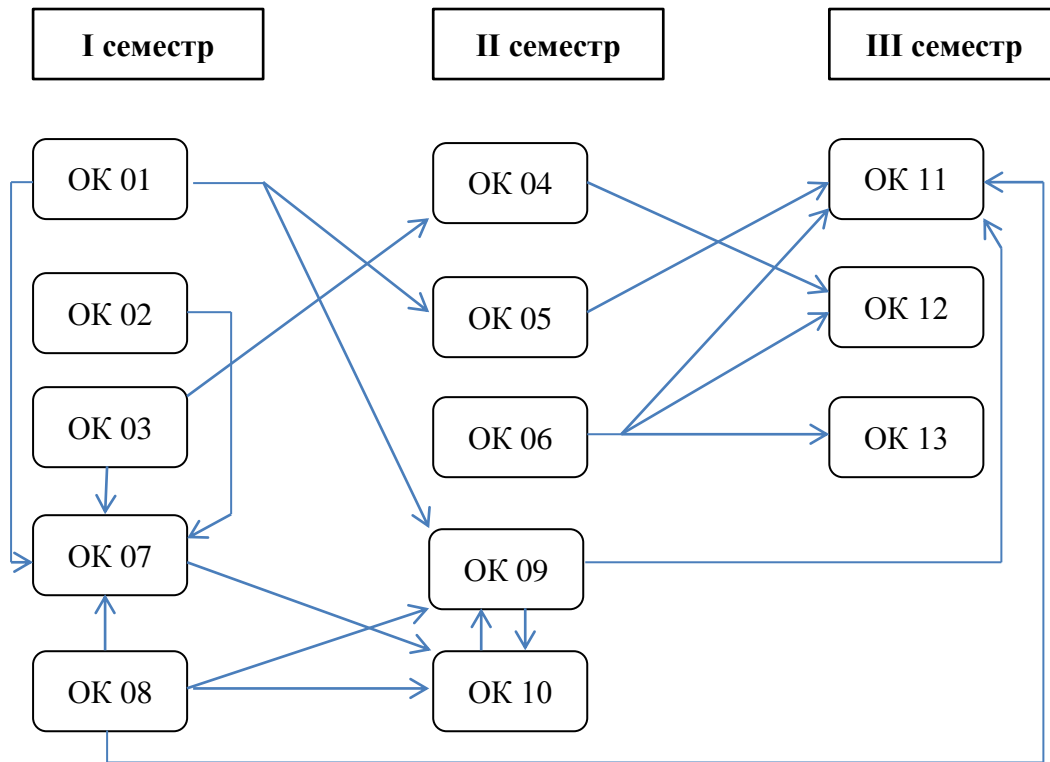 I семестр
II семестр
III семестр
ОК 01
ОК 04
ОК 11
ОК 02
ОК 05
ОК 12
ОК 03
ОК 06
ОК 13
ОК 07
ОК 09
ОК 08
ОК 10